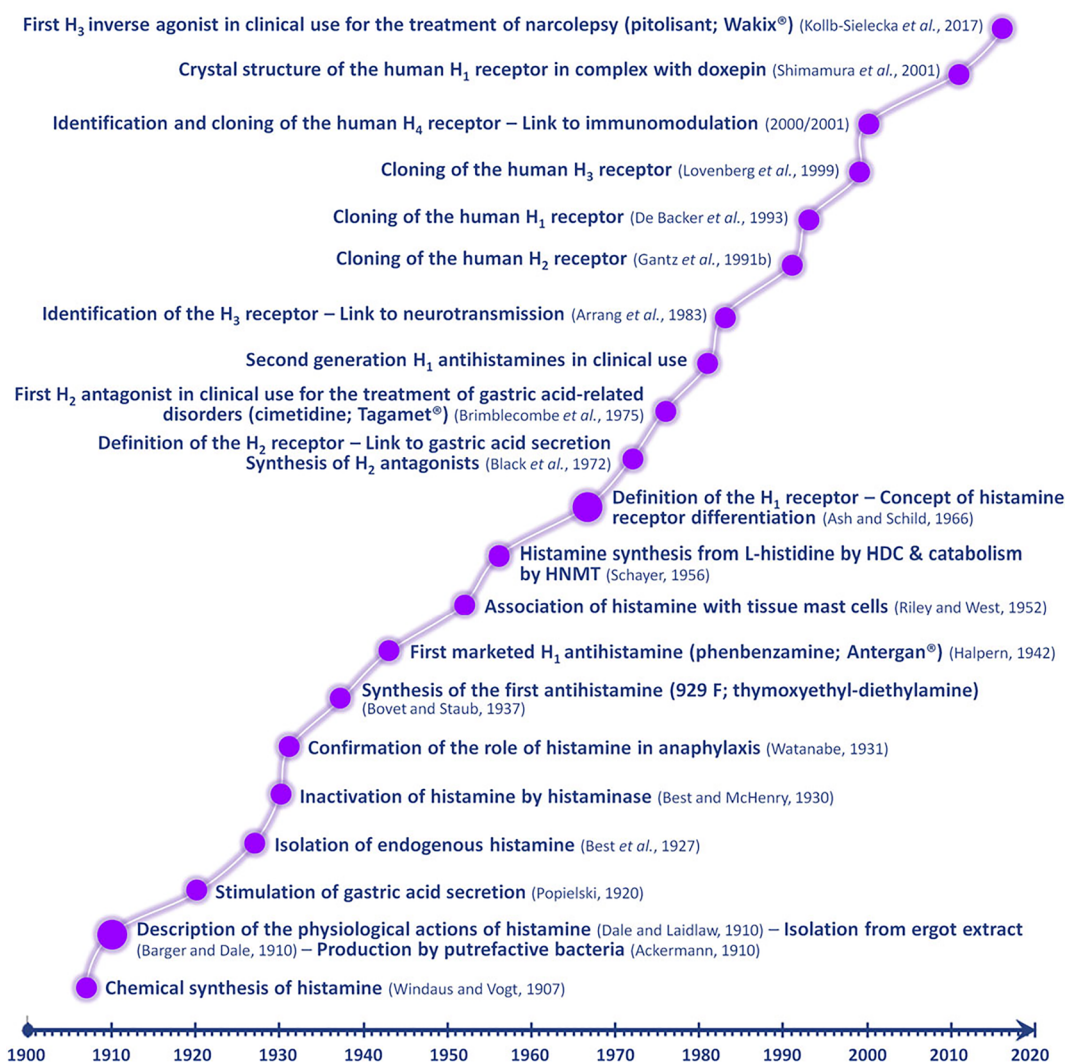 First H3 inverse agonist in clinical use for the treatment of narcolepsy (pitolisant; Wakix®) (Kollb-Sielecka et al., 2017)
Crystal structure of the human H1 receptor in complex with doxepin (Shimamura et al., 2001)
Identification and cloning of the human H4 receptor – Link to immunomodulation (2000/2001)
Cloning of the human H3 receptor (Lovenberg et al., 1999)
Cloning of the human H1 receptor (De Backer et al., 1993)
Cloning of the human H2 receptor (Gantz et al., 1991b)
Identification of the H3 receptor – Link to neurotransmission (Arrang et al., 1983)
Second generation H1 antihistamines in clinical use
First H2 antagonist in clinical use for the treatment of gastric acid-related
disorders (cimetidine; Tagamet®) (Brimblecombe et al., 1975)
Definition of the H2 receptor – Link to gastric acid secretion
Synthesis of H2 antagonists (Black et al., 1972)
Definition of the H1 receptor – Concept of histamine
receptor differentiation (Ash and Schild, 1966)
Histamine synthesis from L-histidine by HDC & catabolism
by HNMT (Schayer, 1956)
Association of histamine with tissue mast cells (Riley and West, 1952)
First marketed H1 antihistamine (phenbenzamine; Antergan®) (Halpern, 1942)
Synthesis of the first antihistamine (929 F; thymoxyethyl-diethylamine)
(Bovet and Staub, 1937)
Confirmation of the role of histamine in anaphylaxis (Watanabe, 1931)
Inactivation of histamine by histaminase (Best and McHenry, 1930)
Isolation of endogenous histamine (Best et al., 1927)
Stimulation of gastric acid secretion (Popielski, 1920)
Description of the physiological actions of histamine (Dale and Laidlaw, 1910) – Isolation from ergot extract
(Barger and Dale, 1910) – Production by putrefactive bacteria (Ackermann, 1910)
Chemical synthesis of histamine (Windaus and Vogt, 1907)
1900 1910 1920 1930 1940 1950 1960 1970 1980 1990 2000 2010 2020